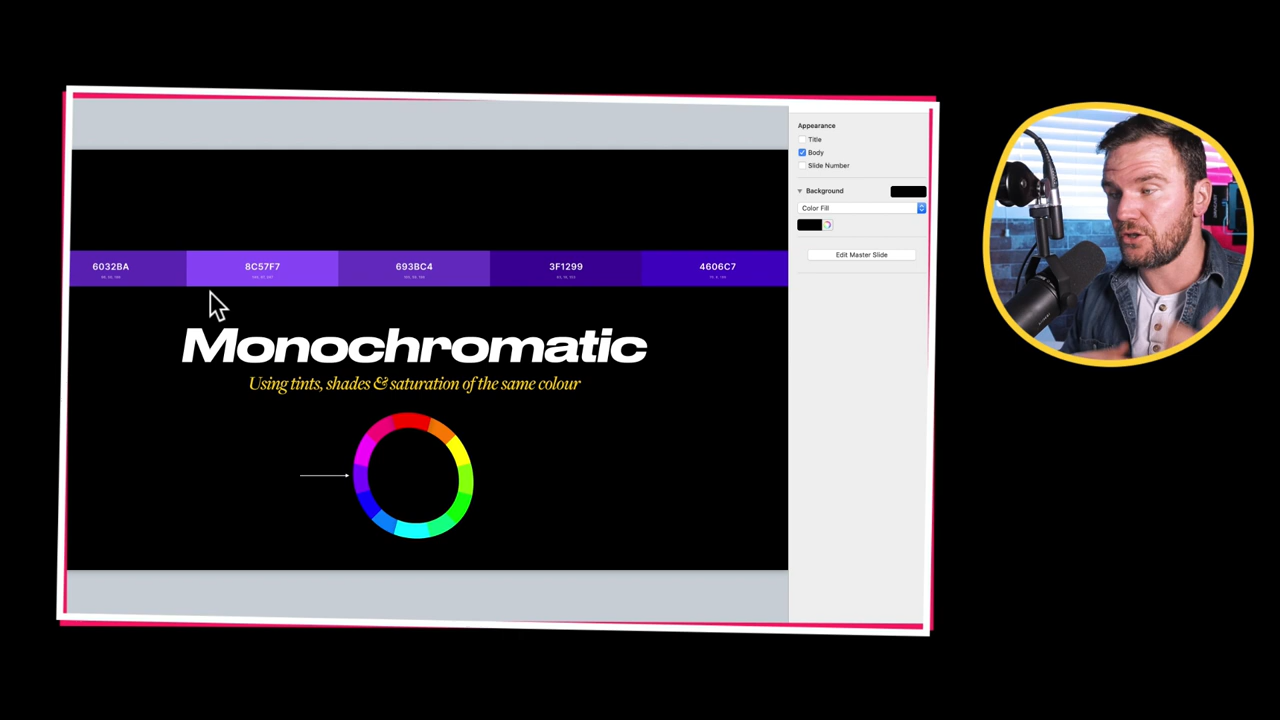 Appearance
Title
Body
Slide Number
Background
Color Fill
Edit Master Slide
6032BA
8C57F7
693BC4
3F1299
4606C7
Monochromatic
Using tints, shades & saturation of the same colour